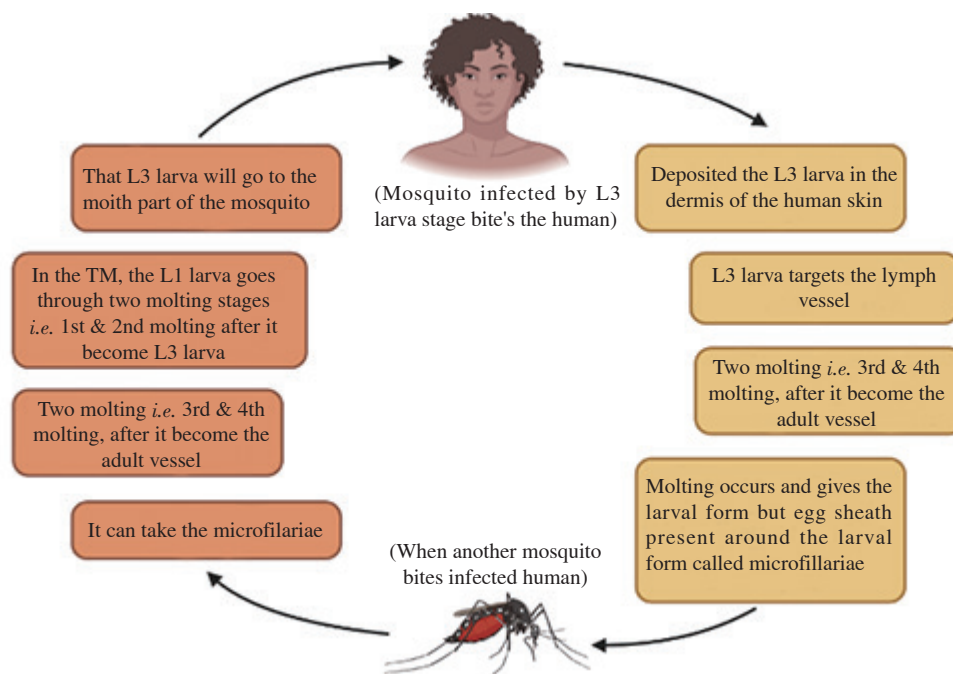 (Mosquito infected by L3
larva stage bite's the human)
Deposited the L3 larva in the
dermis of the human skin
L3 larva targets the lymph
vessel
Two molting i.e. 3rd & 4th
molting, after it become the
adult vessel
Molting occurs and gives the
larval form but egg sheath
present around the larval
form called microfillariae
(When another mosquito
bites infected human)
It can take the microfilariae
Two molting i.e. 3rd & 4th
molting, after it become the
adult vessel
In the TM, the L1 larva goes
through two molting stages
i.e. 1st & 2nd molting after it
become L3 larva
That L3 larva will go to the
moith part of the mosquito